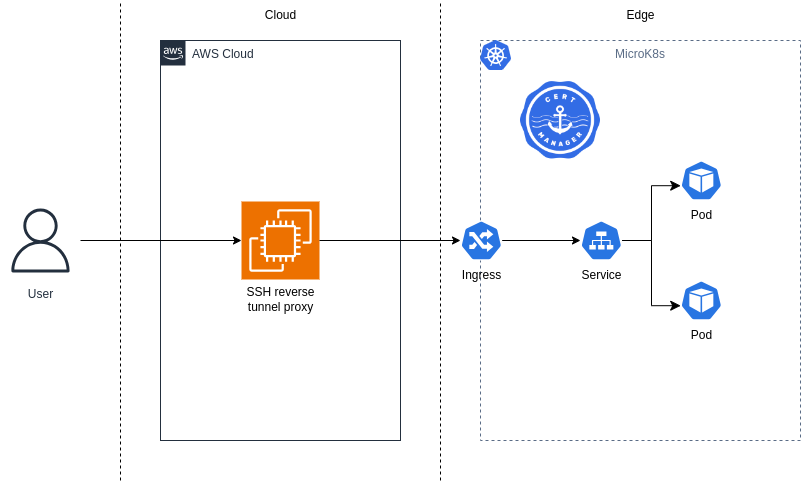 Cloud
Edge
aws
AWS Cloud
MicroK8s
CERT
MANAGER
User
SSH reverse
tunnel proxy
Ingress
Service
Pod
Pod